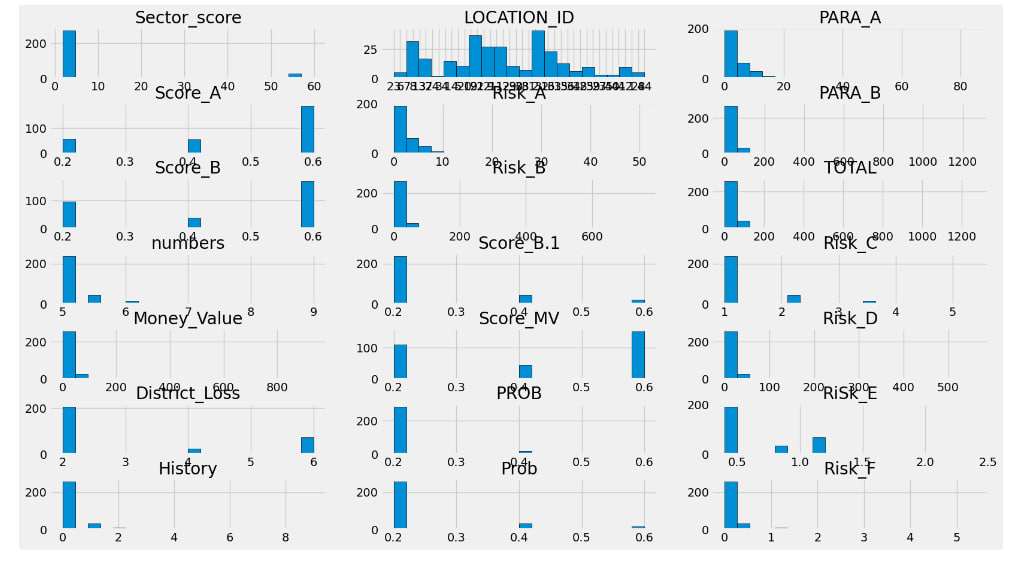 Sector_score LOCATION_ID PARA_A
200 25 200
0 0 0
0 10 20 30 40 50 60 0 20 40 60 80
Score_A Risk_A PARA_B
100 200 200
0 0 0
0.2 0.3 0.4 0.5 0.6 0 10 20 30 40 50 0 200 400 600 800 1000 1200
Score_B Risk_B TOTAL
100 200 200
0 0 0
0.2 0.3 0.4 0.5 0.6 0 200 400 600 0 200 400 600 800 1000 1200
numbers Score_B.1 Risk_C
200 200 200
0 0 0
5 6 7 8 9 0.2 0.3 0.4 0.5 0.6 1 2 3 4 5
Money_Value Score_MV Risk_D
200 100 200
0 0 0
0 200 400 600 800 0.2 0.3 0.4 0.5 0.6 0 100 200 300 400 500
District_Loss PROB RiSk_E
200 200 200
0 0 0
2 3 4 5 6 0.2 0.3 0.4 0.5 0.6 0.5 1.0 1.5 2.0 2.5
History Prob Risk_F
200 200 200
0 0 0
0 2 4 6 8 0.2 0.3 0.4 0.5 0.6 0 1 2 3 4 5